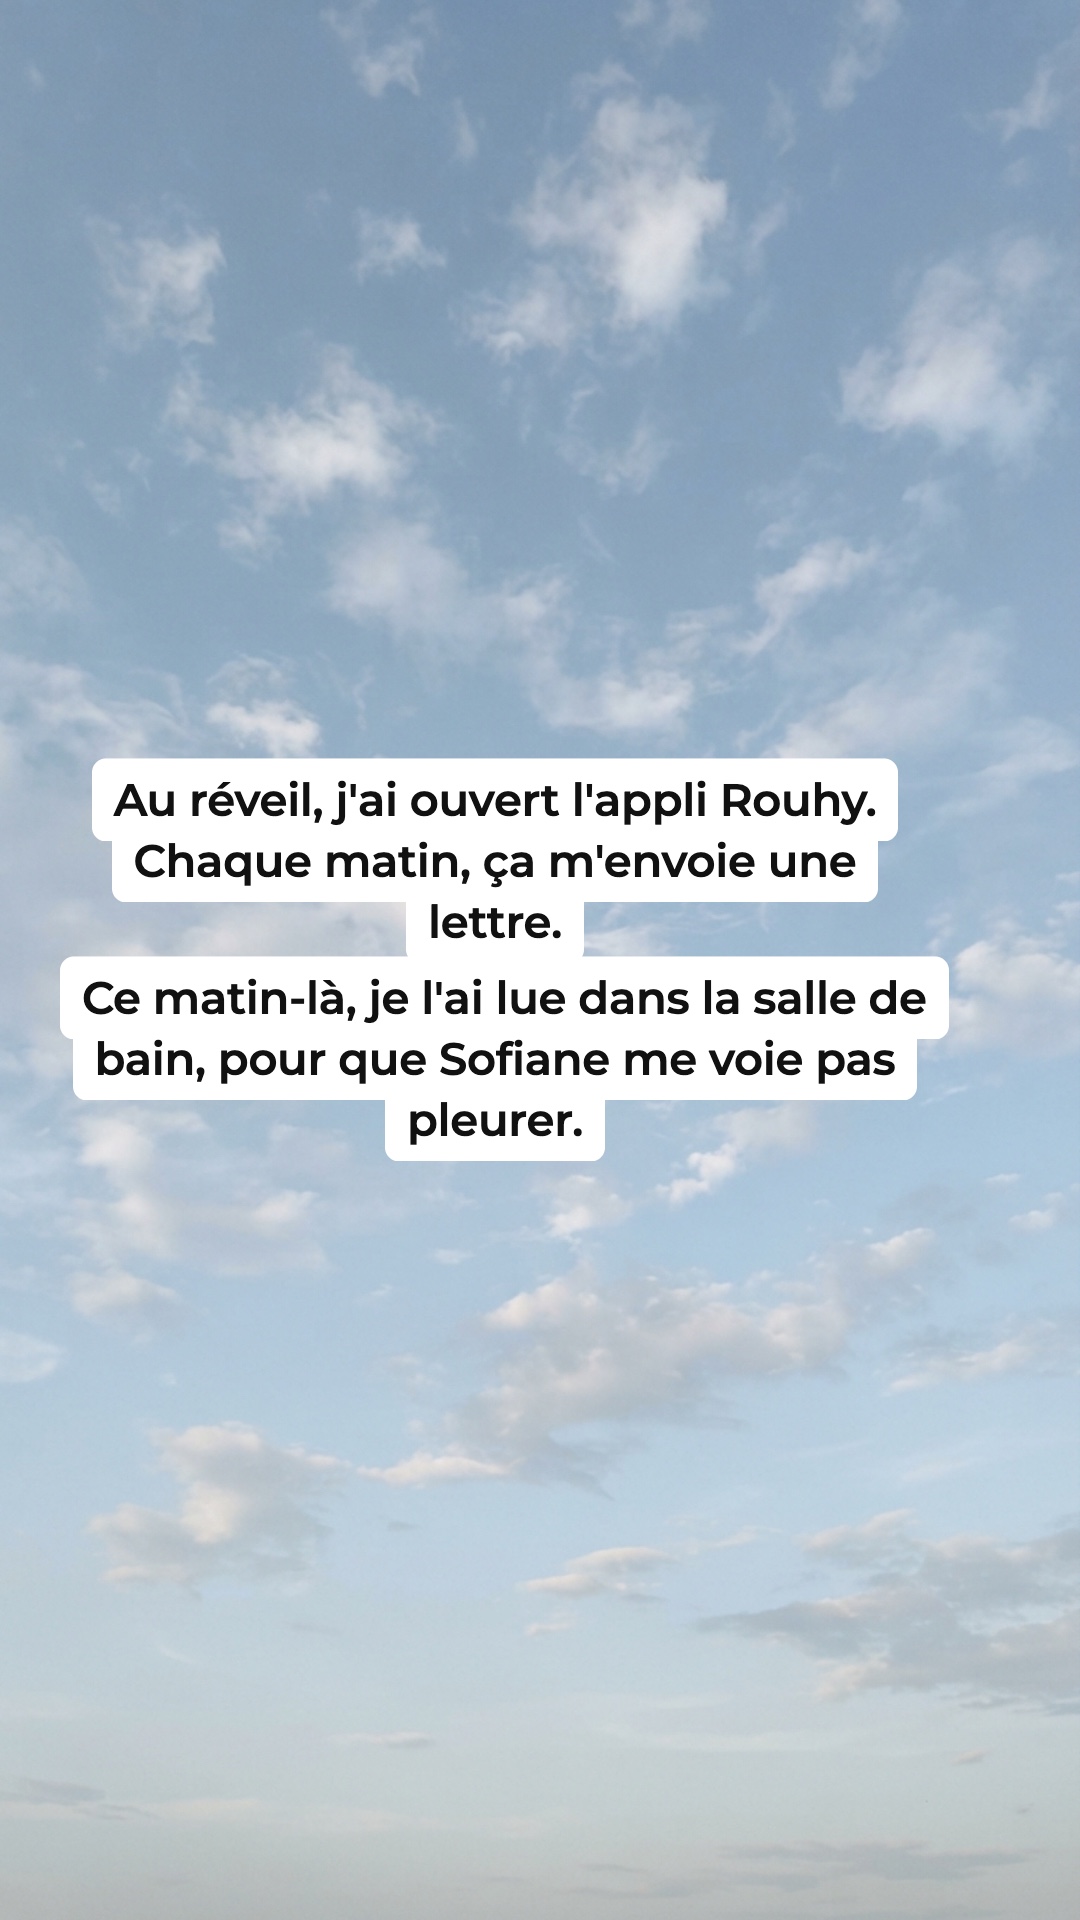 Au réveil, j'ai ouvert l'appli Rouhy.
Chaque matin, ça m'envoie une
lettre.
Ce matin-là, je l'ai lue dans la salle de
bain, pour que Sofiane me voie pas
pleurer.